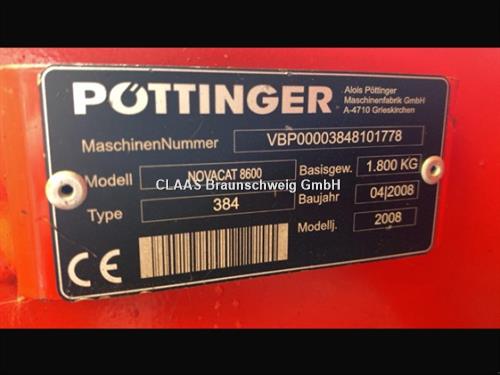 PÖTTINGER
Alois Pöttinger
Maschinenfabrik GmbH
A-4710 Grieskirchen
MaschinenNummer VBP00003848101778
Modell NOVACAT 8600 Basisgew. 1.800 KG
CLAAS Braunschweig GmbH
Type 384 Baujahr 04|2008
Modellj. 2008
CE